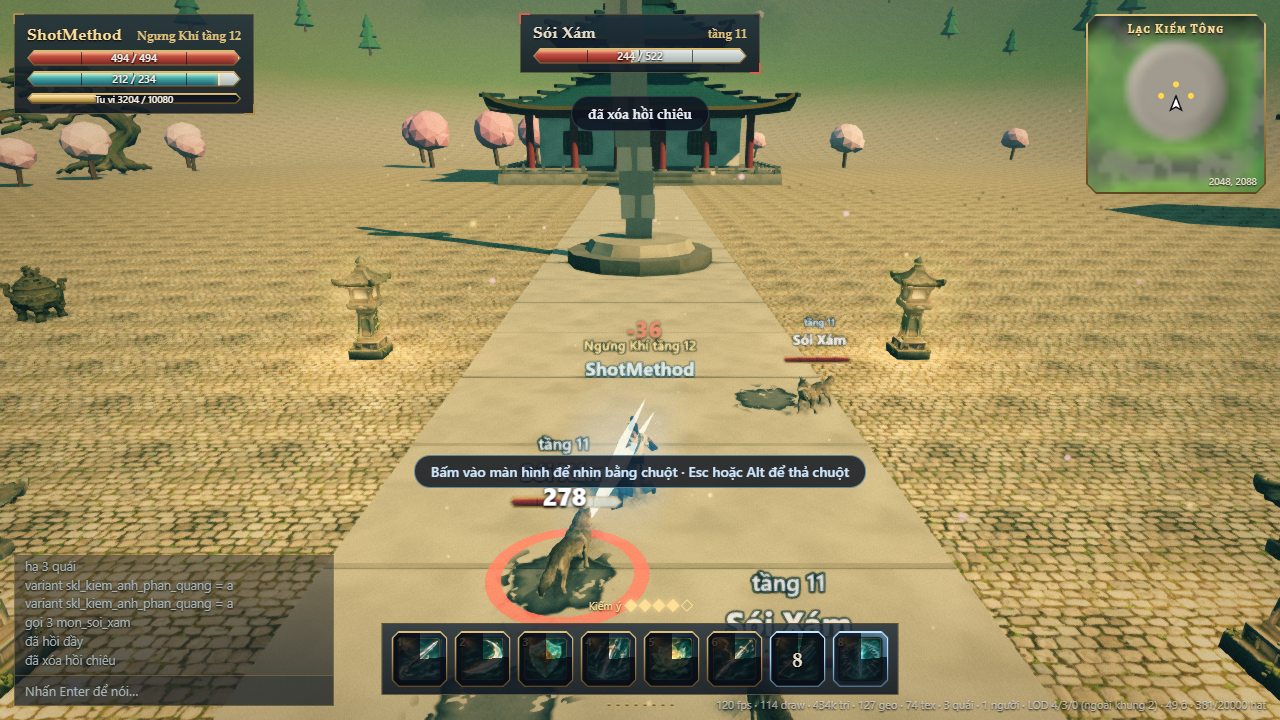 ShotMethod Ngưng Khí tầng 12
494 / 494
212 / 234
Tu vi 3204 / 10080
Sói Xám tầng 11
244 / 522
đã xóa hồi chiêu
LẠC KIẾM TÔNG
2048, 2088
-36
Ngưng Khí tầng 12
ShotMethod
tầng 11
Sói Xám
tầng 11
Bấm vào màn hình để nhìn bằng chuột · Esc hoặc Alt để thả chuột
278
tầng 11
Sói Xám
Kiếm ý
hạ 3 quái
variant skl_kiem_anh_phan_quang = a
variant skl_kiem_anh_phan_quang = a
gọi 3 mon_soi_xam
đã hồi đầy
đã xóa hồi chiêu
Nhấn Enter để nói...
8
120 fps · 114 draw · 434k tri · 127 geo · 74 tex · 3 quái · 1 người · LOD 4/370 (ngoài khung 2)